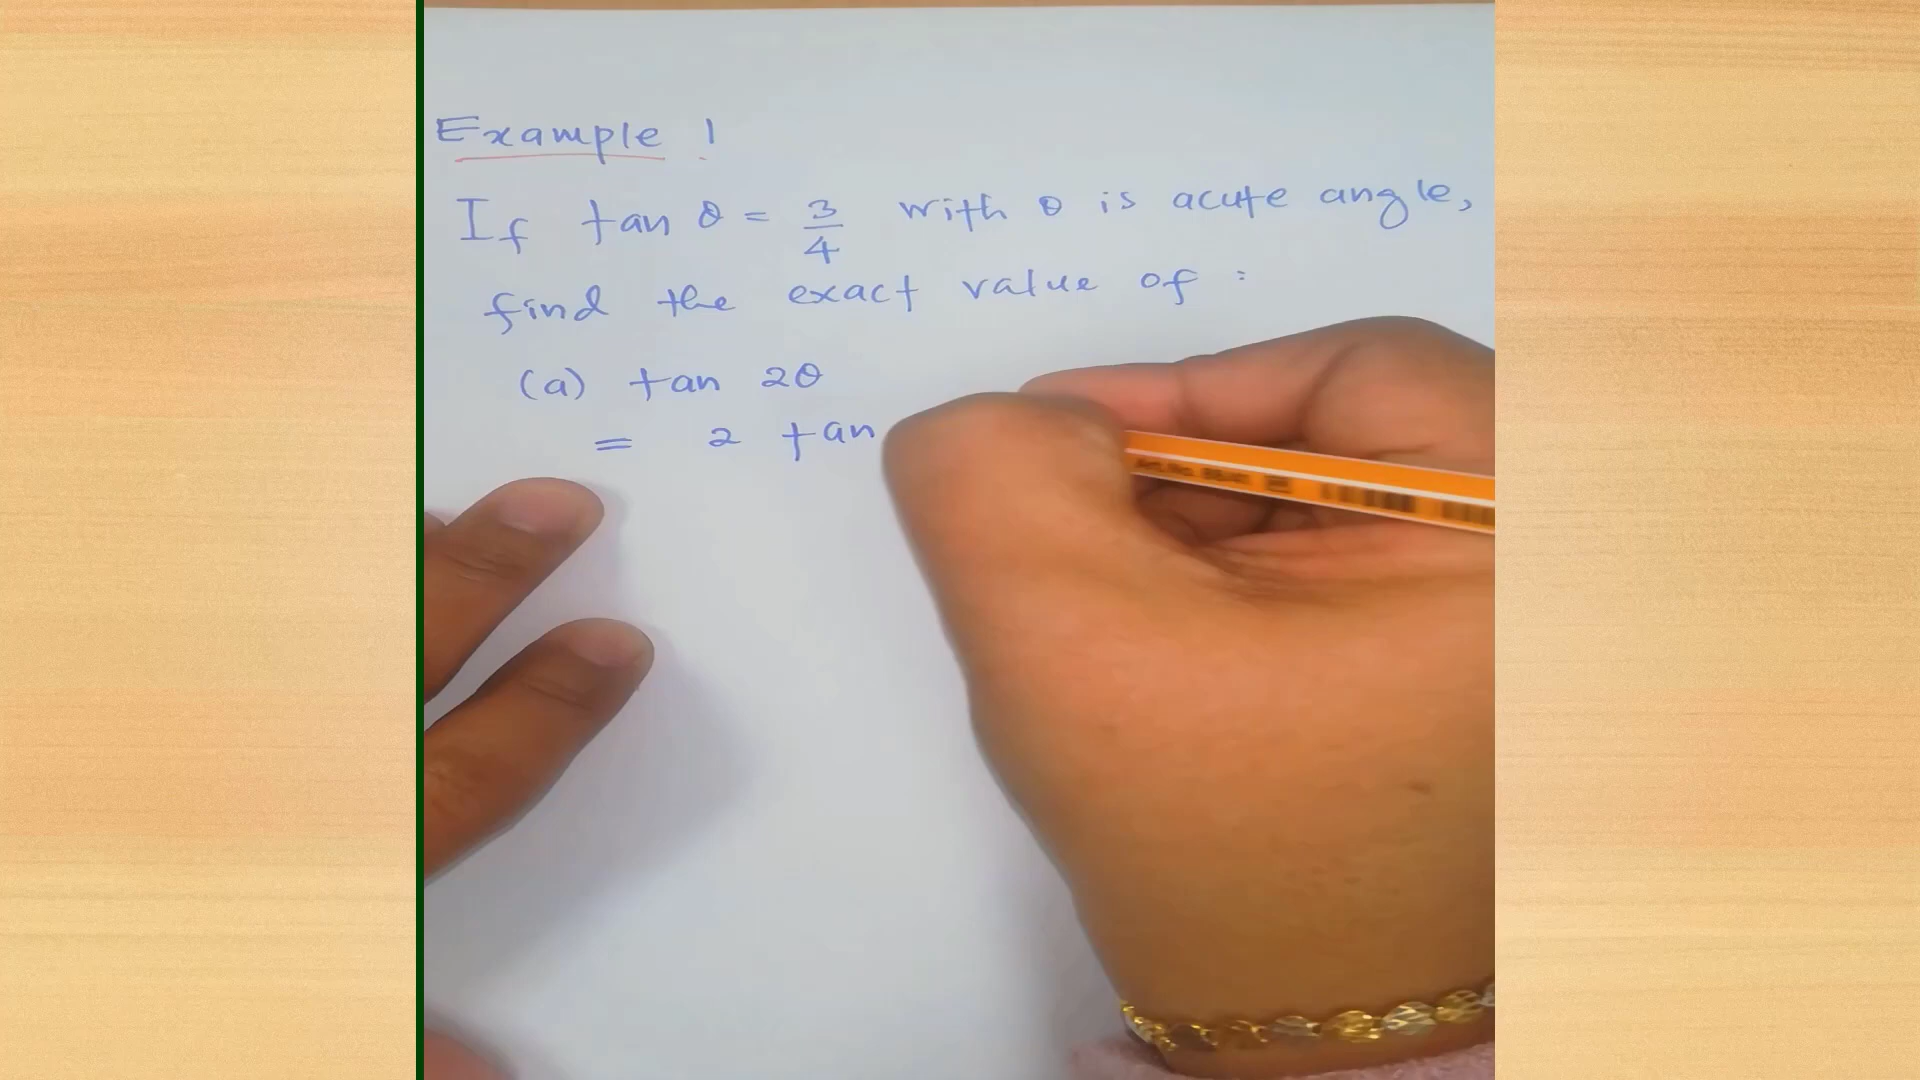 Example 1
If tan θ = 3/4 with θ is acute angle,
find the exact value of :
(a) tan 2θ
= 2 tan